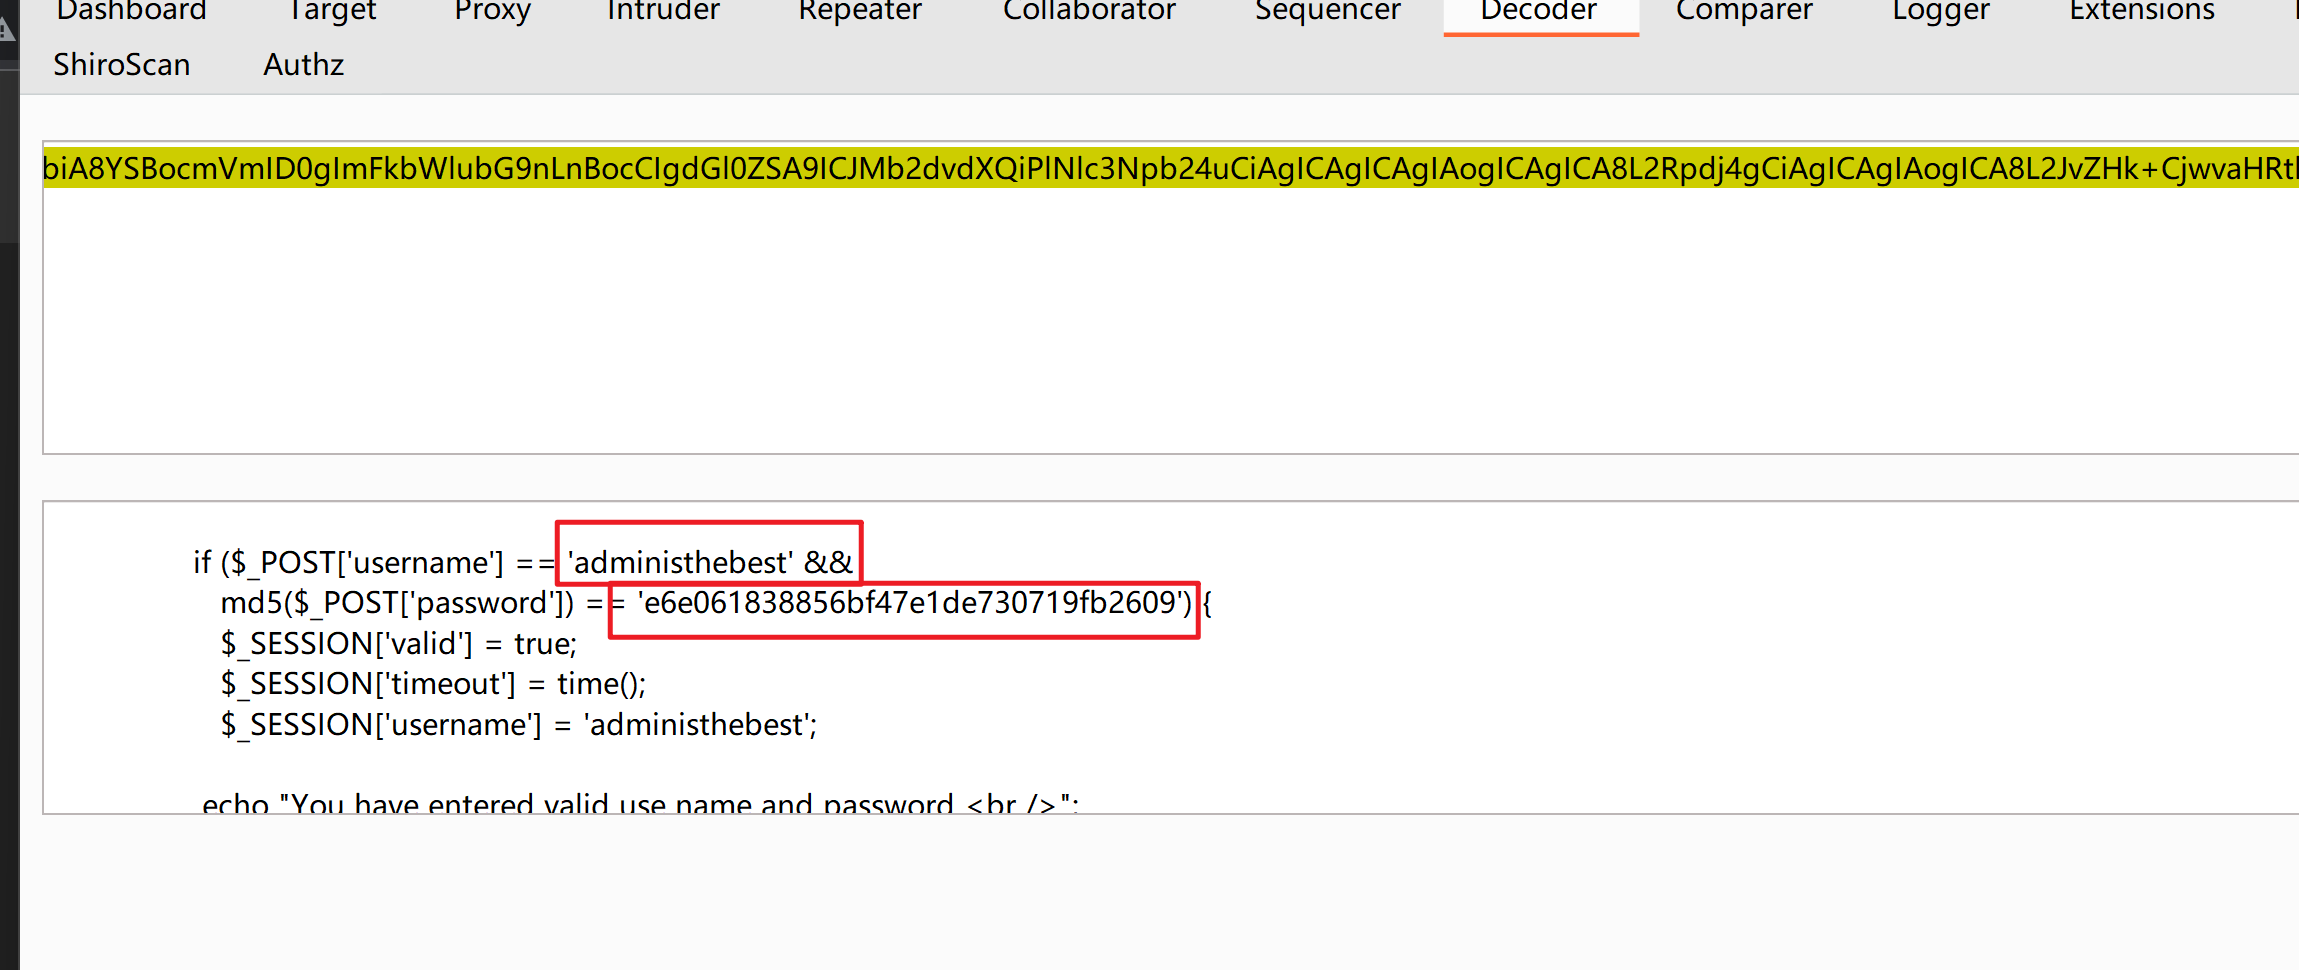 Dashboard Target Proxy Intruder Repeater Collaborator Sequencer Decoder Comparer Logger Extensions
ShiroScan Authz
biA8YSBocmVmID0gImFkbWlubG9nLnBocCIgdGl0ZSA9ICJMb2dvdXQiPlNlc3Npb24uCiAgICAgICAgIAogICAgICA8L2Rpdj4gCiAgICAgIAogICA8L2JvZHk+CjwvaHRt
if ($_POST['username'] == 'administhebest' &&
md5($_POST['password']) == 'e6e061838856bf47e1de730719fb2609') {
$_SESSION['valid'] = true;
$_SESSION['timeout'] = time();
$_SESSION['username'] = 'administhebest';
echo "You have entered valid use name and password <br />";